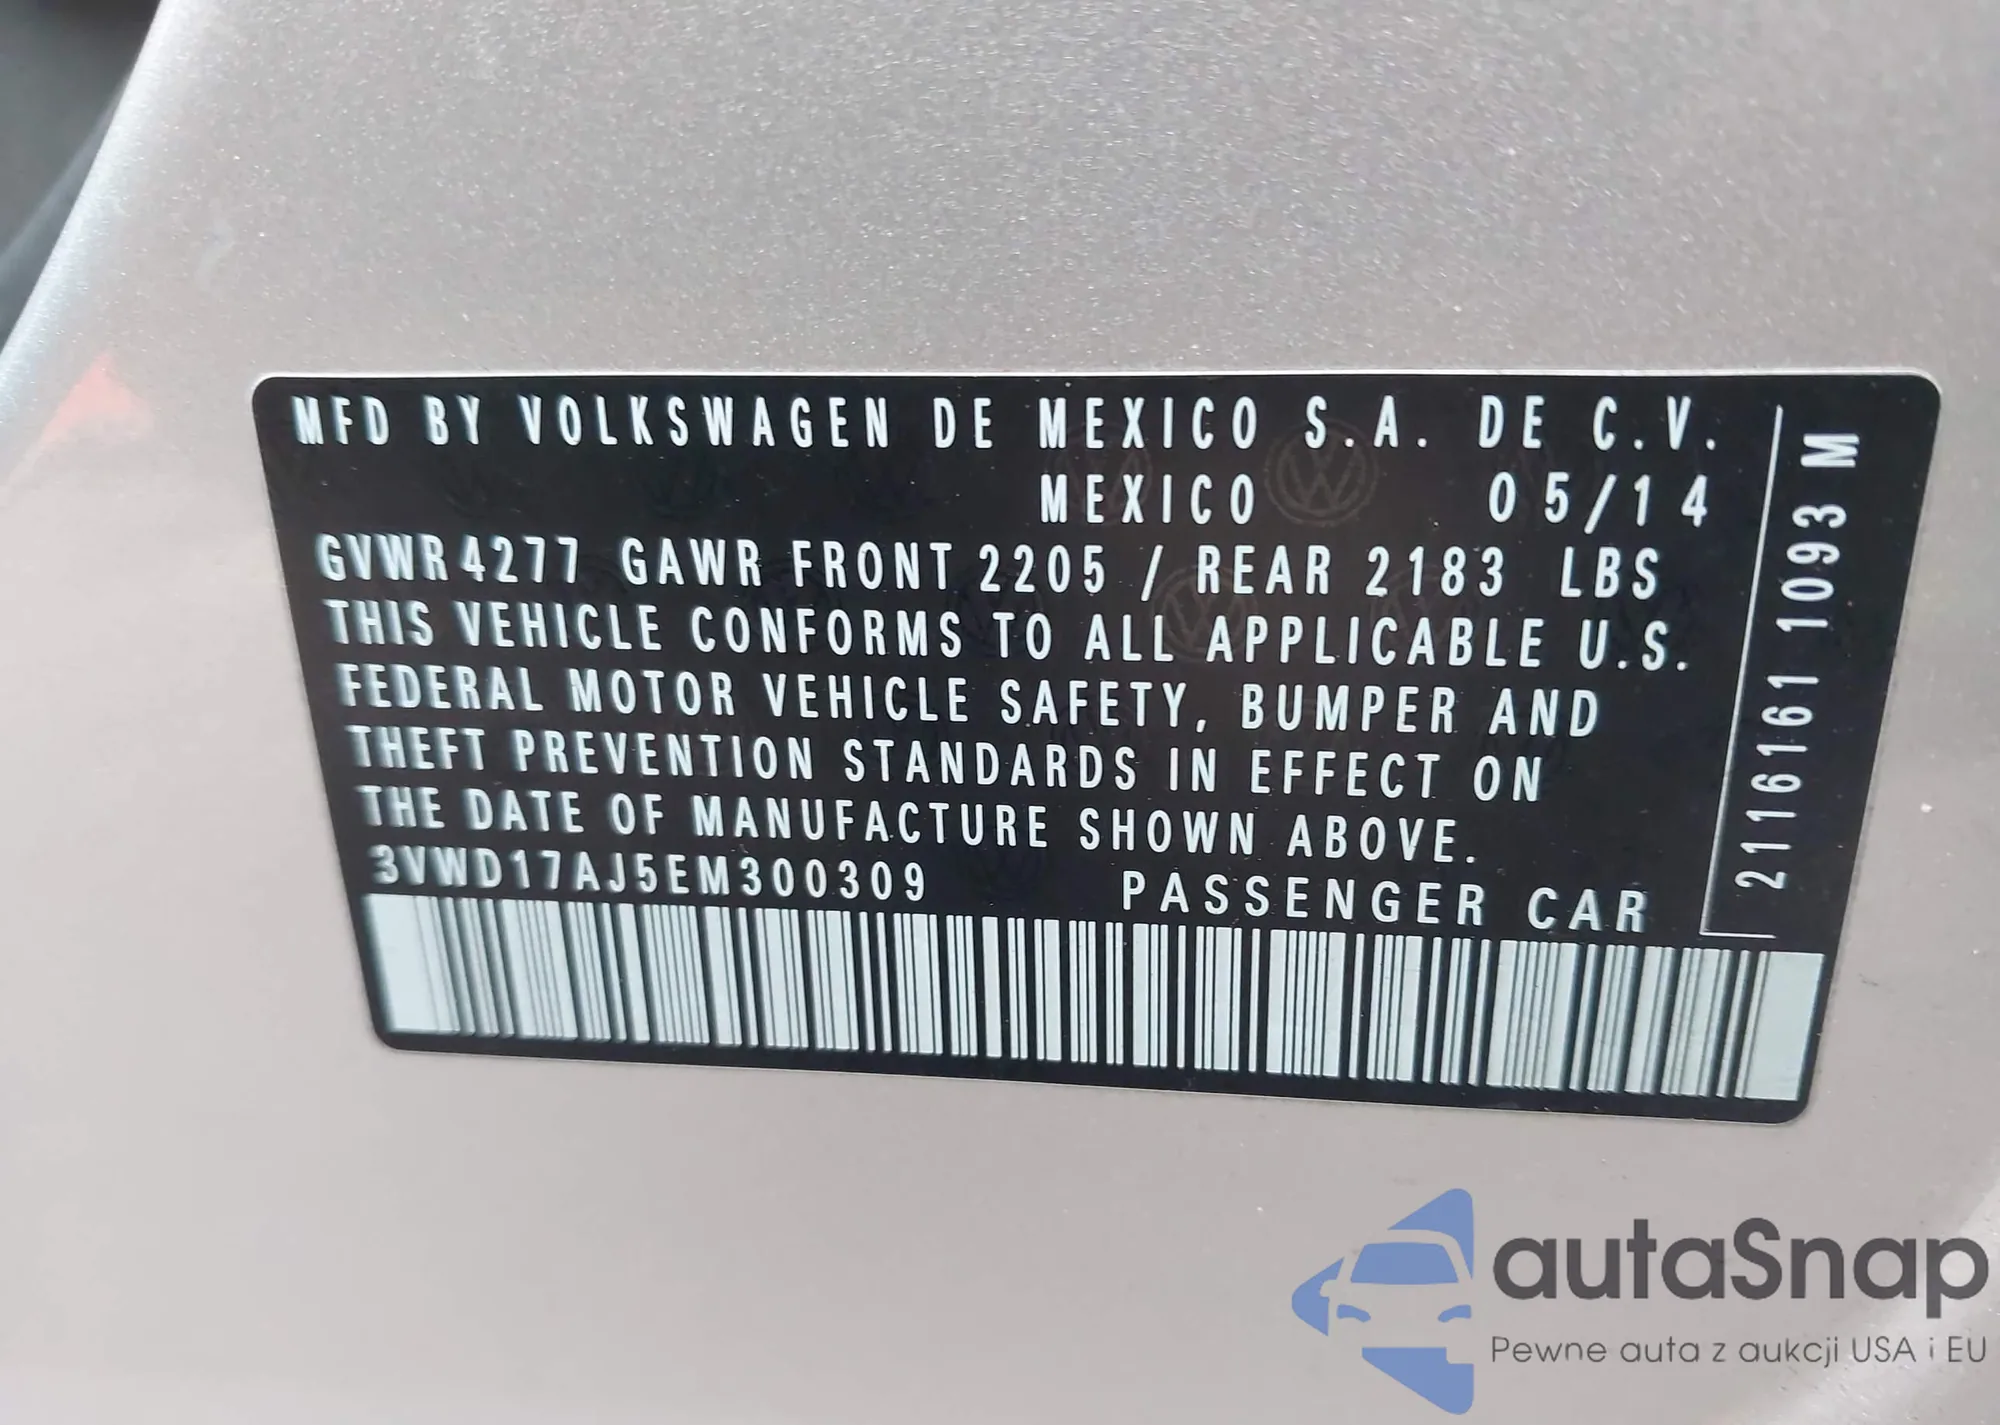 MFD BY VOLKSWAGEN DE MEXICO S.A. DE C.V.
MEXICO 05/14
GVWR 4277 GAWR FRONT 2205 / REAR 2183 LBS
THIS VEHICLE CONFORMS TO ALL APPLICABLE U.S.
FEDERAL MOTOR VEHICLE SAFETY, BUMPER AND
THEFT PREVENTION STANDARDS IN EFFECT ON
THE DATE OF MANUFACTURE SHOWN ABOVE.
3VWD17AJ5EM300309 PASSENGER CAR
2116161 1093 M
autaSnap
Pewne auta z aukcji USA i EU